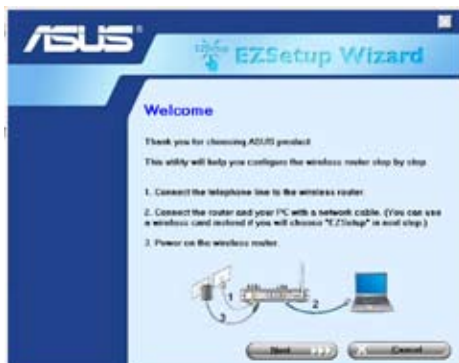 ASUS
EZSetup Wizard
Welcome
Thank you for choosing ASUS product
This utility will help you configure the wireless router step by step
1. Connect the telephone line to the wireless router.
2. Connect the router and your PC with a network cable. (You can use
a wireless card instead if you will choose "EZSetup" in next step.)
3. Power on the wireless router.
1
2
3
Next
Cancel